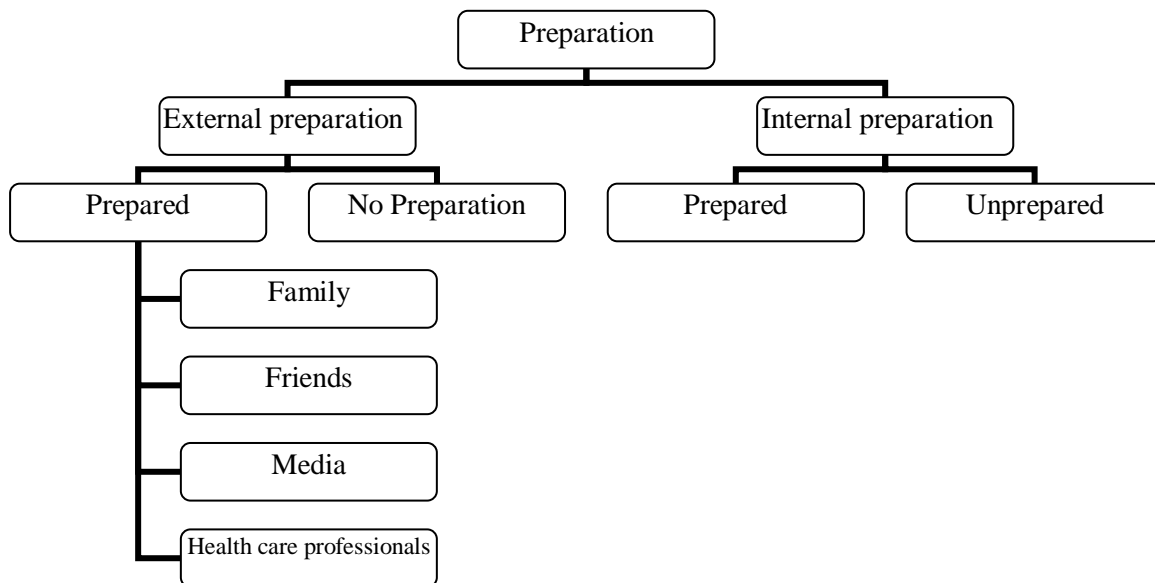 Preparation
External preparation
Internal preparation
Prepared
No Preparation
Prepared
Unprepared
Family
Friends
Media
Health care professionals